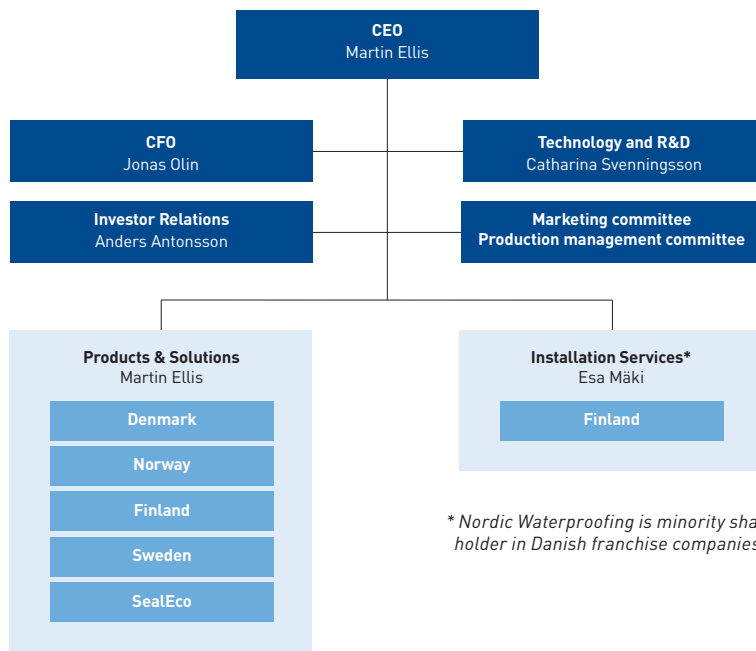 CEO
Martin Ellis
CFO
Jonas Olin
Technology and R&D
Catharina Svenningsson
Investor Relations
Anders Antonsson
Marketing committee
Production management committee
Products & Solutions
Martin Ellis
Denmark
Norway
Finland
Sweden
SealEco
Installation Services*
Esa Mäki
Finland
* Nordic Waterproofing is minority sha
holder in Danish franchise companies